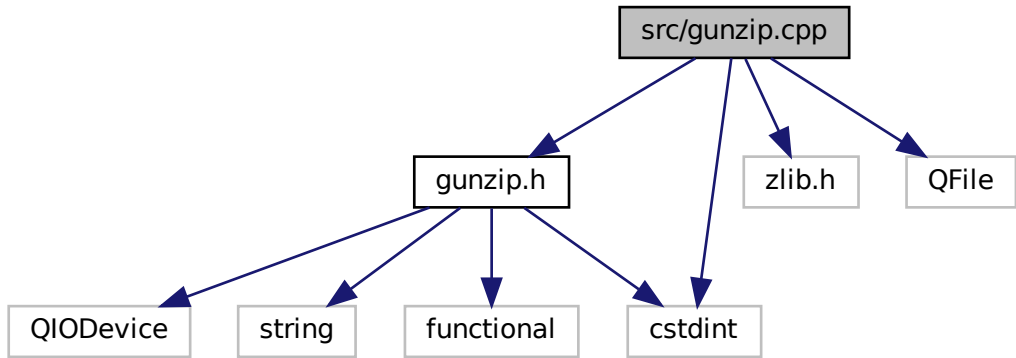 src/gunzip.cpp
gunzip.h
zlib.h
QFile
QIODevice
string
functional
cstdint